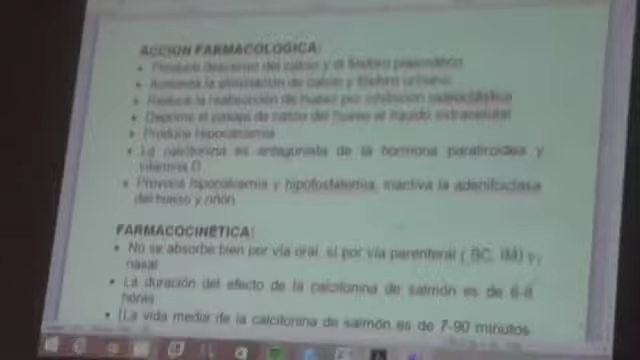 ACCION FARMACOLOGICA:
• Produce descenso del calcio y el fósforo plasmático
• Aumenta la eliminación de calcio y fósforo urinario
• Reduce la reabsorción de hueso por inhibición osteoclástica
• Deprime el pasaje de calcio del hueso al líquido extracelular
• Produce hipocalcemia
• La calcitonina es antagonista de la hormona paratiroidea y
vitamina D.
• Provoca hipocalcemia y hipofosfatemia, inactiva la adenilciclasa
del hueso y riñón.
FARMACOCINÉTICA:
• No se absorbe bien por vía oral, sí por vía parenteral ( SC, IM) y
nasal
• La duración del efecto de la calcitonina de salmón es de 6-8
horas
• La vida media de la calcitonina de salmón es de 7-90 minutos